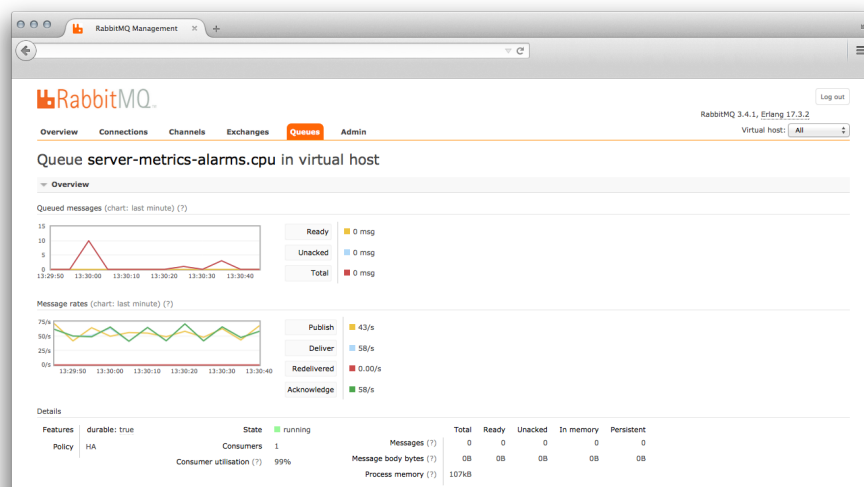 RabbitMQ Management
RabbitMQ
Log out
RabbitMQ 3.4.1, Erlang 17.3.2
Overview Connections Channels Exchanges Queues Admin
Virtual host: All
Queue server-metrics-alarms.cpu in virtual host
Overview
Queued messages (chart: last minute) (?)
15
10
5
0
13:29:50 13:30:00 13:30:10 13:30:20 13:30:30 13:30:40
Ready 0 msg
Unacked 0 msg
Total 0 msg
Message rates (chart: last minute) (?)
75/s
50/s
25/s
0/s
13:29:50 13:30:00 13:30:10 13:30:20 13:30:30 13:30:40
Publish 43/s
Deliver 58/s
Redelivered 0.00/s
Acknowledge 58/s
Details
Features durable: true
Policy HA
State running
Consumers 1
Consumer utilisation (?) 99%
Total Ready Unacked In memory Persistent
Messages (?) 0 0 0 0 0
Message body bytes (?) 0B 0B 0B 0B 0B
Process memory (?) 107kB